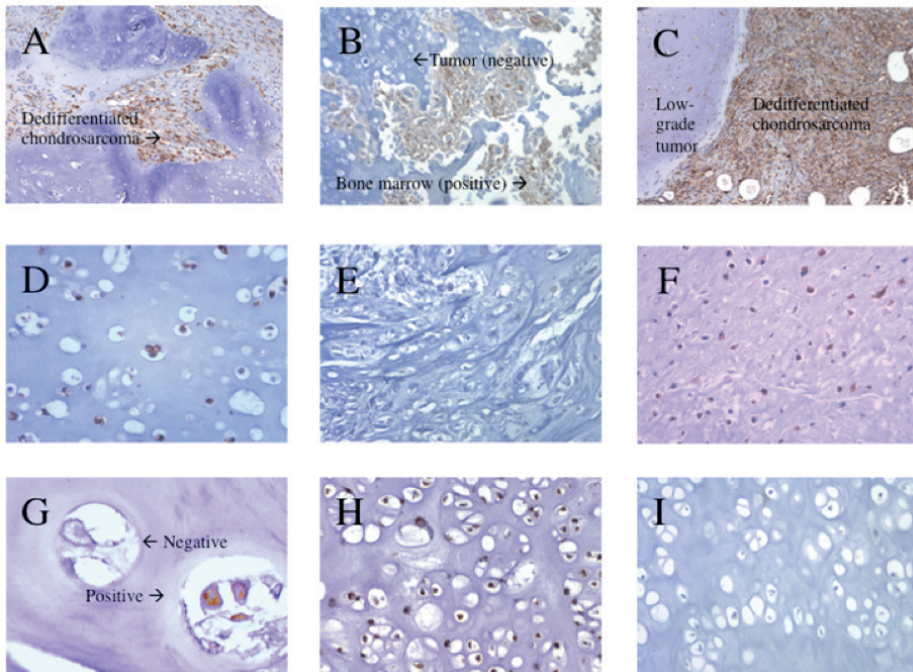 A
B
C
← Tumor (negative)
Dedifferentiated
chondrosarcoma →
Bone marrow (positive) →
Low-
grade
tumor
Dedifferentiated
chondrosarcoma
D
E
F
G
H
I
← Negative
Positive →